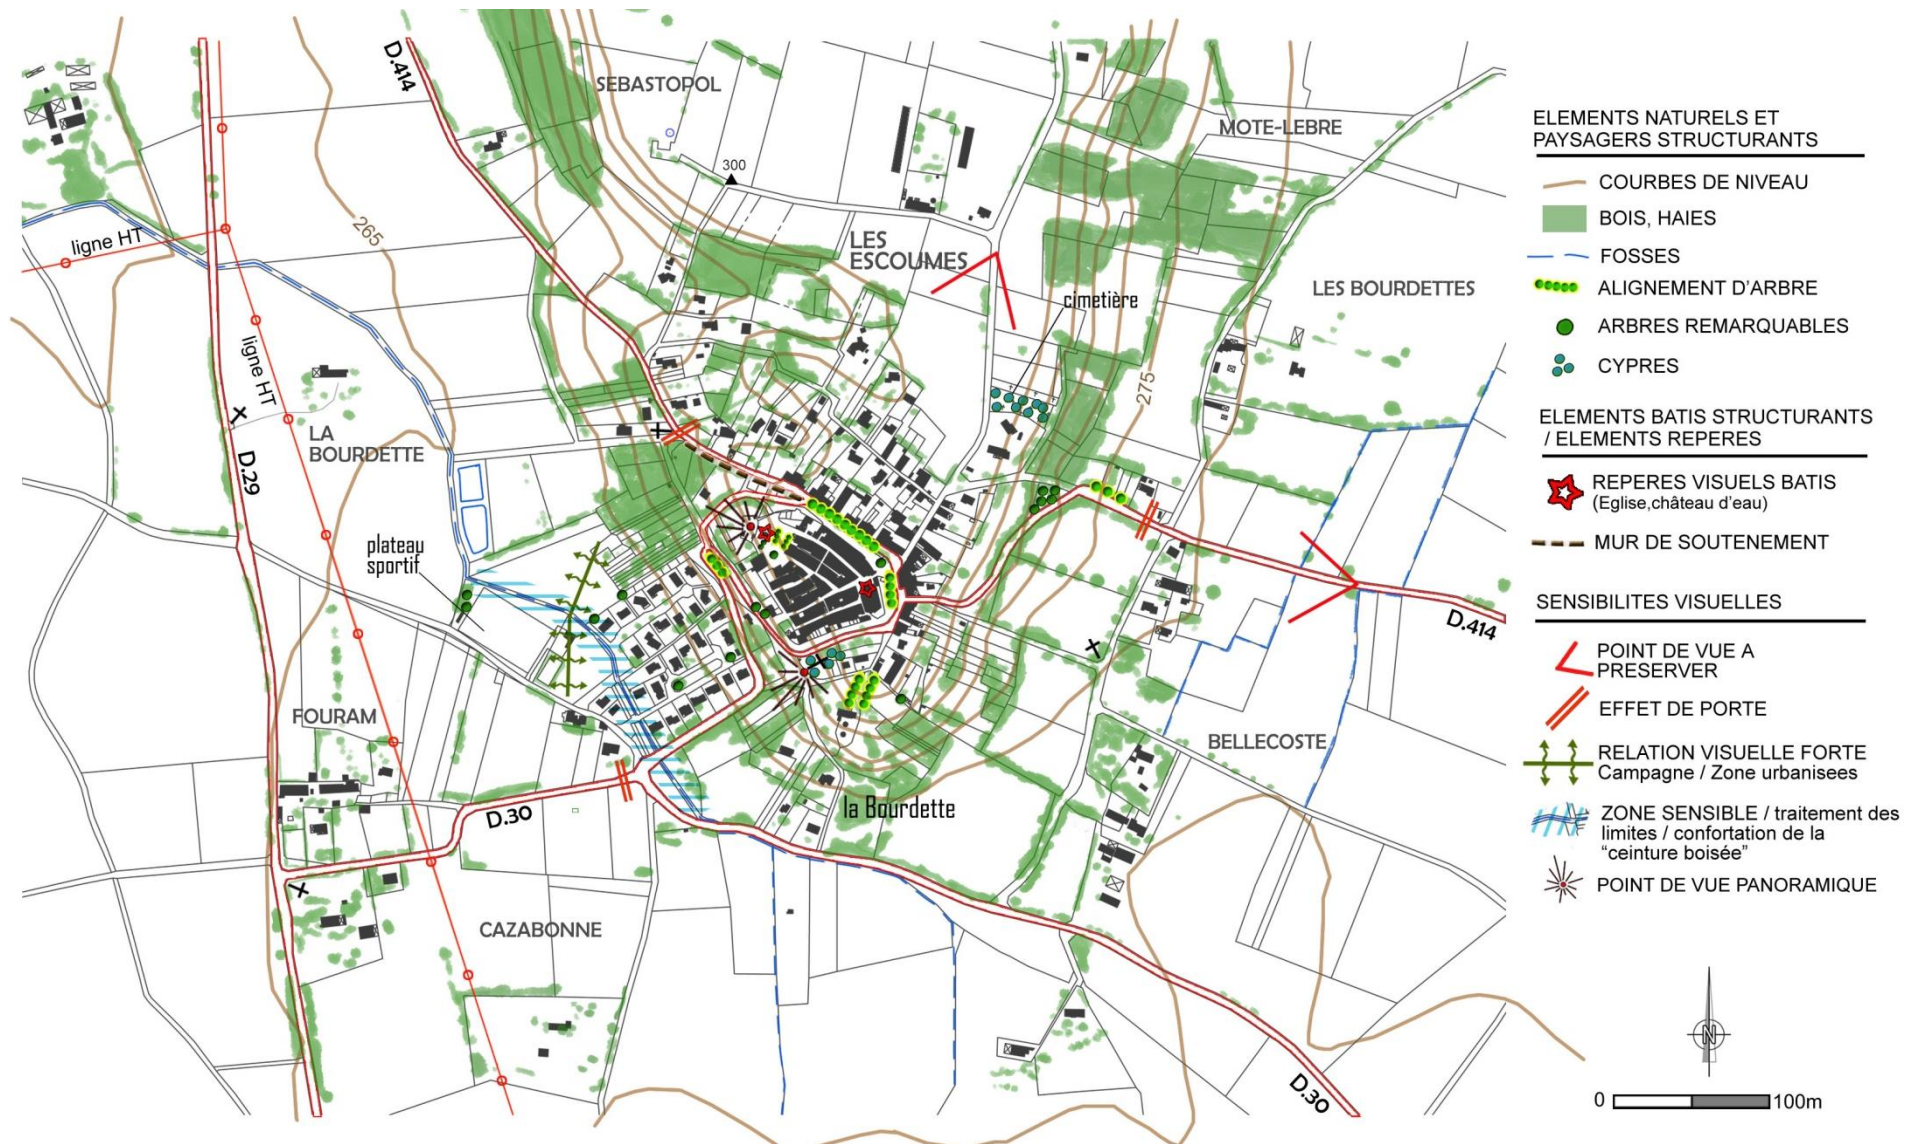 D.414
SEBASTOPOL
MOTE-LEBRE
300
265
ligne HT
LES
ESCOUMES
cimetière
LES BOURDETTES
ligne HT
275
LA
BOURDETTE
D.29
plateau
sportif
D.414
FOURAM
BELLECOSTE
D.30
la Bourdette
CAZABONNE
D.30
ELEMENTS NATURELS ET
PAYSAGERS STRUCTURANTS
COURBES DE NIVEAU
BOIS, HAIES
FOSSES
ALIGNEMENT D'ARBRE
ARBRES REMARQUABLES
CYPRES
ELEMENTS BATIS STRUCTURANTS
/ ELEMENTS REPERES
REPERES VISUELS BATIS
(Eglise,château d'eau)
MUR DE SOUTENEMENT
SENSIBILITES VISUELLES
POINT DE VUE A
PRESERVER
EFFET DE PORTE
RELATION VISUELLE FORTE
Campagne / Zone urbanisees
ZONE SENSIBLE / traitement des
limites / confortation de la
"ceinture boisée"
POINT DE VUE PANORAMIQUE
N
0 100m